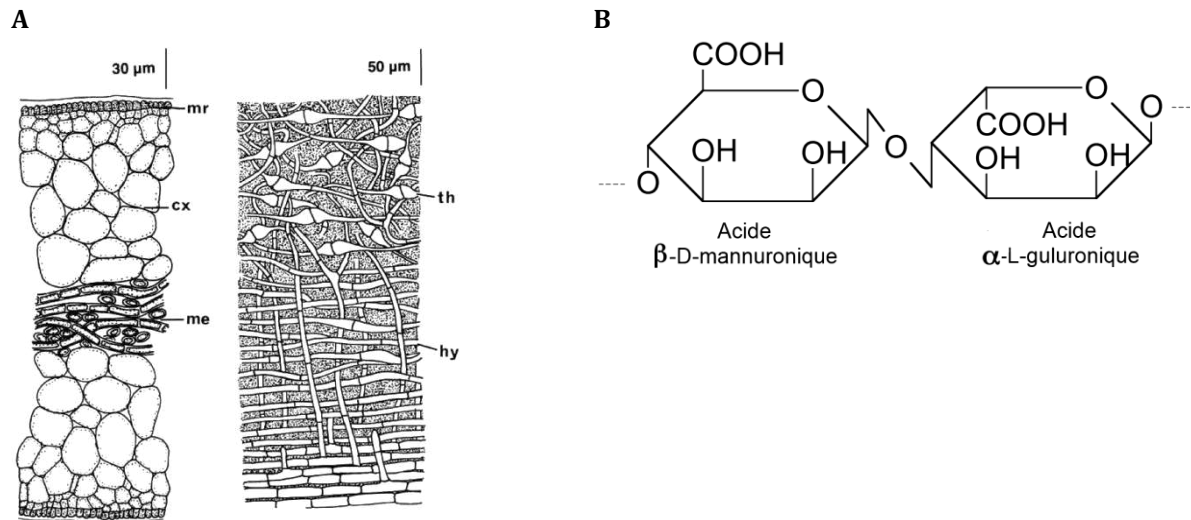 A
30 µm
mr
cx
me
50 µm
th
hy
B
COOH
O
OH
OH
O
O
O
COOH
OH
OH
O
Acide
β-D-mannuronique
Acide
α-L-guluronique